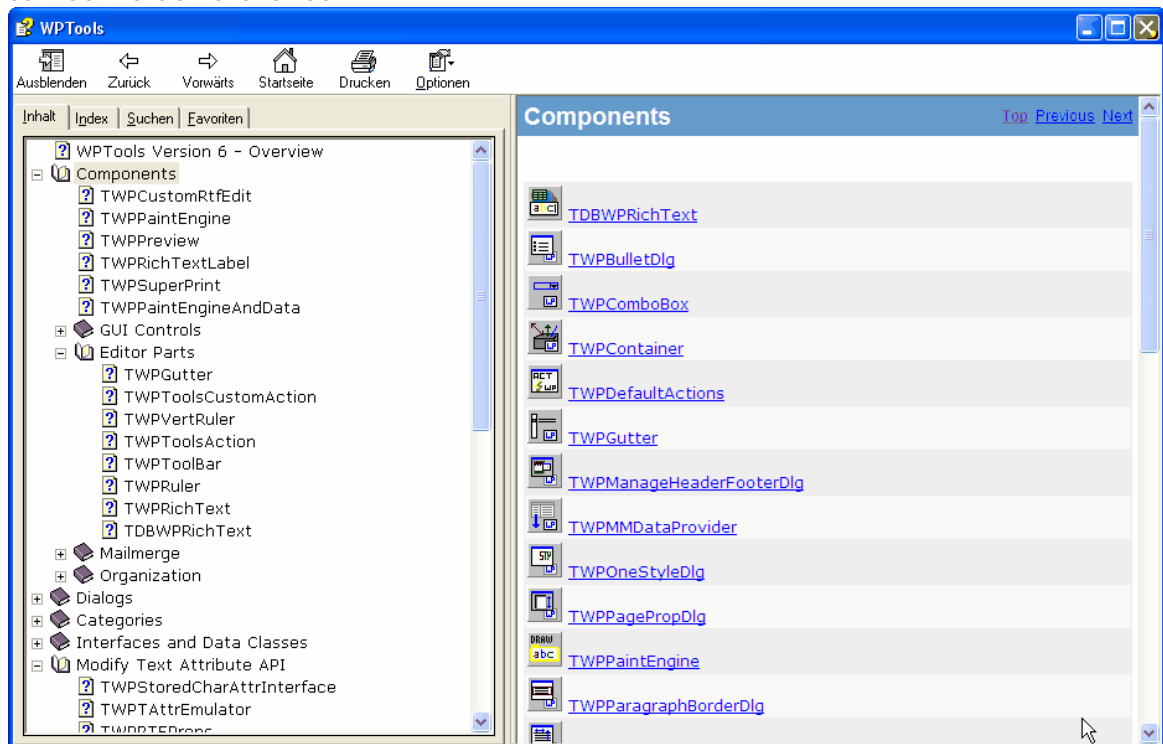 WPTools
Ausblenden Zurück Vorwärts Startseite Drucken Optionen
Inhalt Index Suchen Favoriten
WPTools Version 6 - Overview
Components
TWPCustomRtfEdit
TWPPaintEngine
TWPPreview
TWPRichTextLabel
TWPSuperPrint
TWPPaintEngineAndData
GUI Controls
Editor Parts
TWPGutter
TWPToolsCustomAction
TWPVertRuler
TWPToolsAction
TWPToolBar
TWPRuler
TWPRichText
TDBWPRichText
Mailmerge
Organization
Dialogs
Categories
Interfaces and Data Classes
Modify Text Attribute API
TWPStoredCharAttrInterface
TWPTAttrEmulator
Components Top Previous Next
TDBWPRichText
TWPBulletDlg
TWPComboBox
TWPContainer
ACT
TWPDefaultActions
TWPGutter
TWPManageHeaderFooterDlg
TWPMMDataProvider
TWPOneStyleDlg
TWPPagePropDlg
DRAW
abc
TWPPaintEngine
TWPParagraphBorderDlg